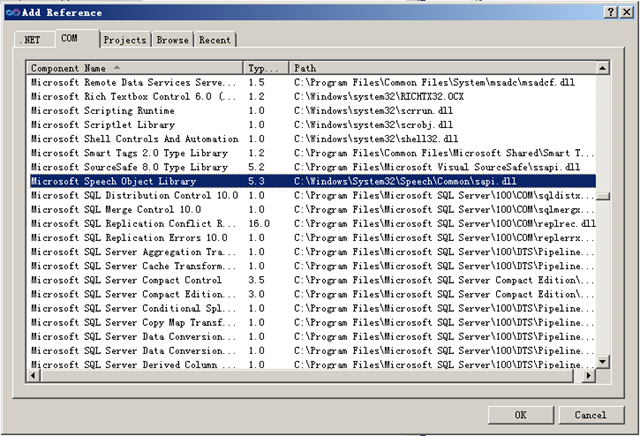 Add Reference
.NET COM Projects Browse Recent
Component Name Typ... Path
Microsoft Remote Data Services Serve... 1.5 C:\Program Files\Common Files\System\msadc\msadcf.dll
Microsoft Rich Textbox Control 6.0 (... 1.2 C:\Windows\system32\RICHTX32.OCX
Microsoft Scripting Runtime 1.0 C:\Windows\system32\scrrun.dll
Microsoft Scriptlet Library 1.0 C:\Windows\system32\scrobj.dll
Microsoft Shell Controls And Automation 1.0 C:\Windows\system32\shell32.dll
Microsoft Smart Tags 2.0 Type Library 1.2 C:\Program Files\Common Files\Microsoft Shared\Smart T...
Microsoft SourceSafe 8.0 Type Library 5.2 C:\Program Files\Microsoft Visual SourceSafe\ssapi.dll
Microsoft Speech Object Library 5.3 C:\Windows\System32\Speech\Common\sapi.dll
Microsoft SQL Distribution Control 10.0 1.0 C:\Program Files\Microsoft SQL Server\100\COM\sqldistx...
Microsoft SQL Merge Control 10.0 1.0 C:\Program Files\Microsoft SQL Server\100\COM\sqlmergx...
Microsoft SQL Replication Conflict R... 16.0 C:\Program Files\Microsoft SQL Server\100\COM\replrec.dll
Microsoft SQL Replication Errors 10.0 1.0 C:\Program Files\Microsoft SQL Server\100\COM\replerrx...
Microsoft SQL Server Aggregation Tra... 1.0 C:\Program Files\Microsoft SQL Server\100\DTS\Pipeline...
Microsoft SQL Server Cache Transform... 1.0 C:\Program Files\Microsoft SQL Server\100\DTS\Pipeline...
Microsoft SQL Server Compact Control 3.5 C:\Program Files\Microsoft SQL Server Compact Edition\...
Microsoft SQL Server Compact Edition... 3.0 C:\Program Files\Microsoft SQL Server Compact Edition\...
Microsoft SQL Server Conditional Spl... 1.0 C:\Program Files\Microsoft SQL Server\100\DTS\Pipeline...
Microsoft SQL Server Copy Map Transf... 1.0 C:\Program Files\Microsoft SQL Server\100\DTS\Pipeline...
Microsoft SQL Server Data Conversion... 1.0 C:\Program Files\Microsoft SQL Server\100\DTS\Pipeline...
Microsoft SQL Server Data Conversion... 1.0 C:\Program Files\Microsoft SQL Server\100\DTS\Pipeline...
Microsoft SQL Server Derived Column ... 1.0 C:\Program Files\Microsoft SQL Server\100\DTS\Pipeline...
OK Cancel